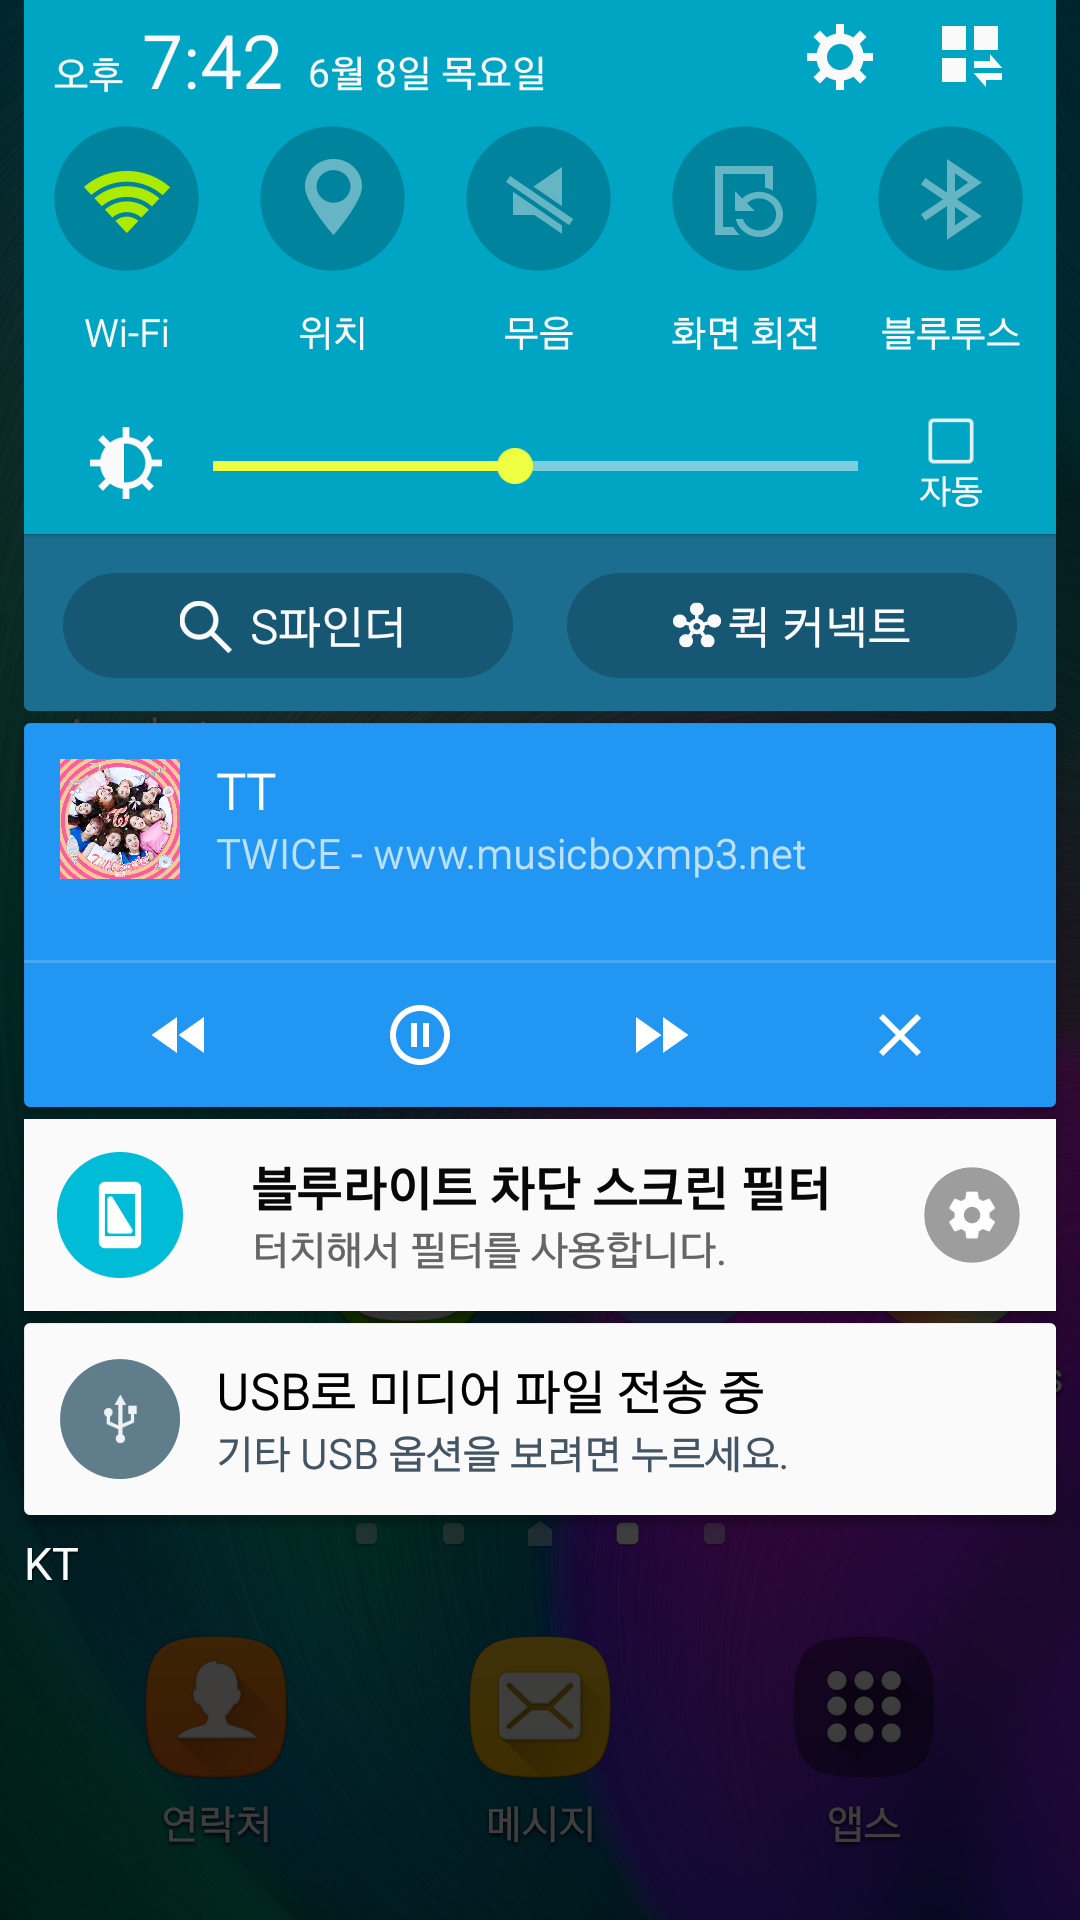 오후 7:42 6월 8일 목요일
Wi-Fi 위치 무음 화면 회전 블루투스
자동
S파인더 퀵 커넥트
TT
TWICE - www.musicboxmp3.net
블루라이트 차단 스크린 필터
터치해서 필터를 사용합니다.
USB로 미디어 파일 전송 중
기타 USB 옵션을 보려면 누르세요.
KT
연락처 메시지 앱스